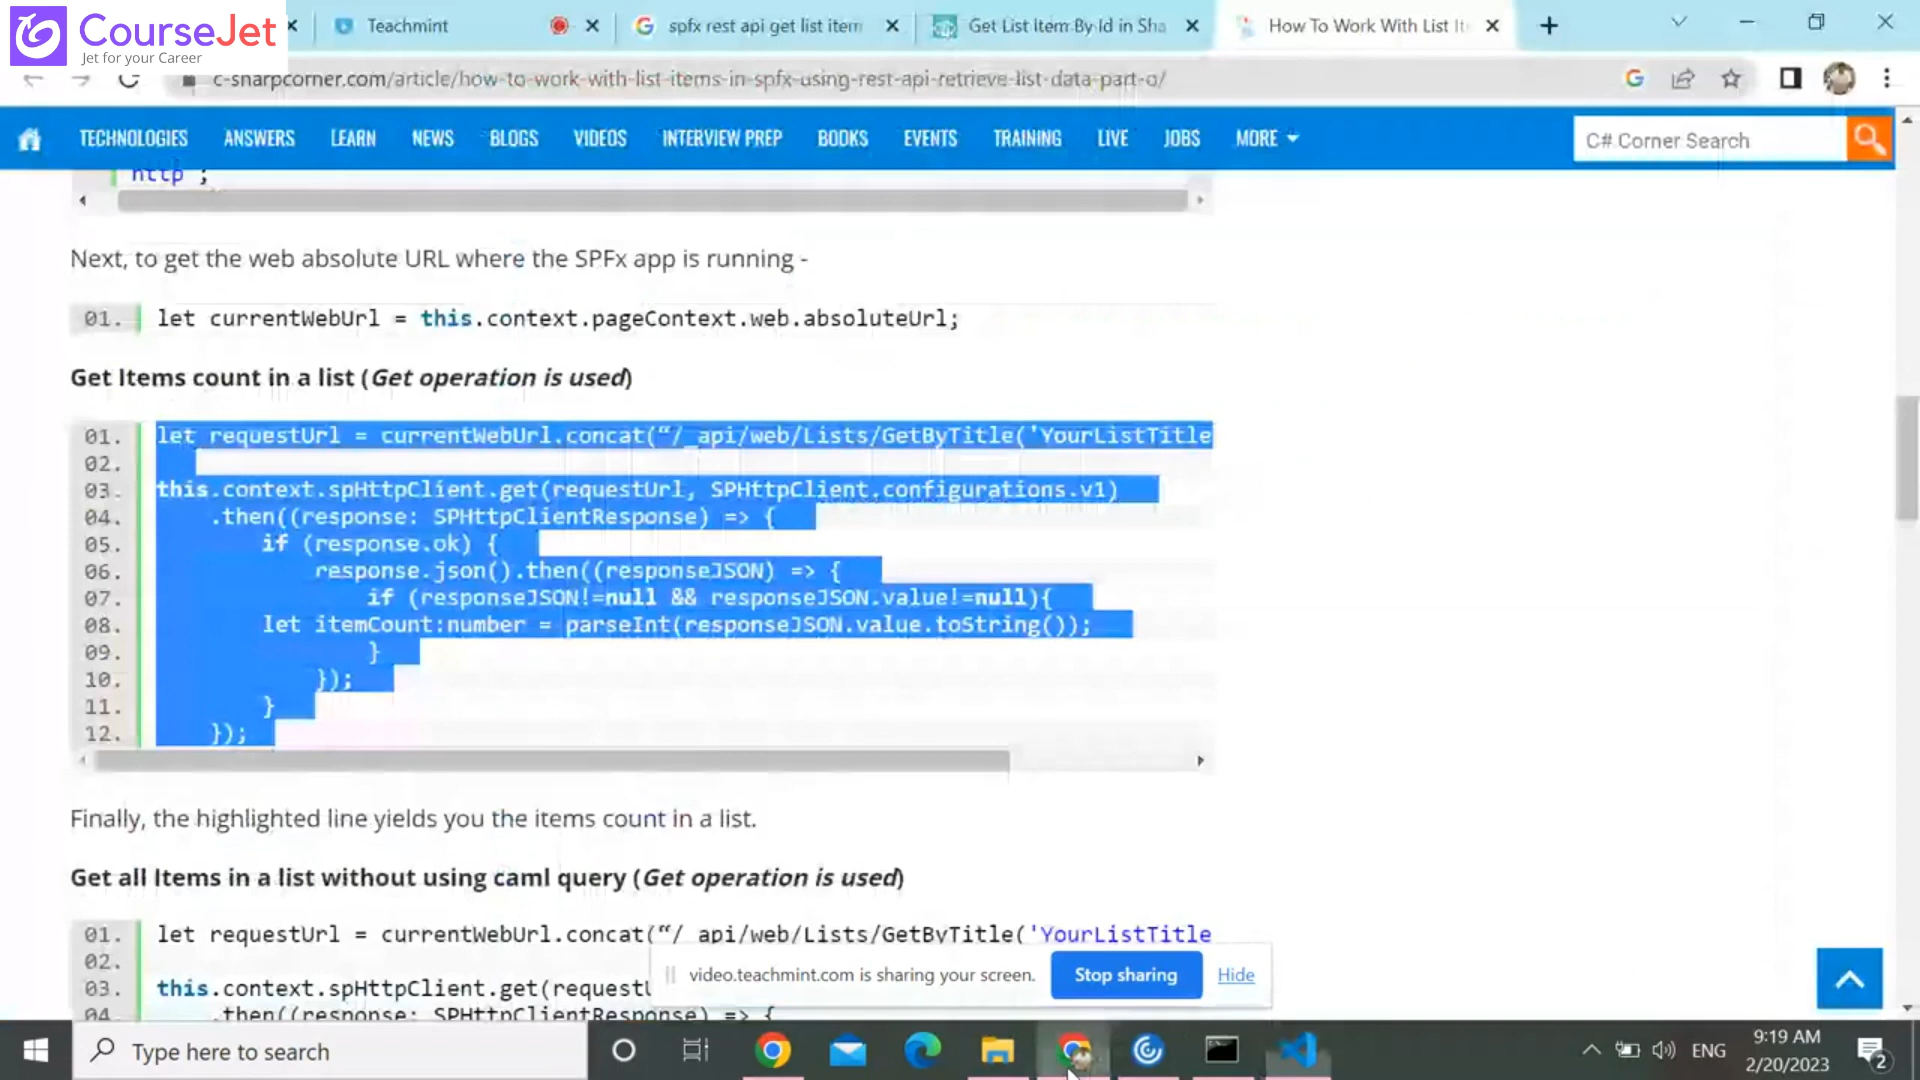 CourseJet
Jet for your Career
Teachmint
spfx rest api get list item
Get List Item By Id in Sha
How To Work With List It
c-sharpcorner.com/article/how-to-work-with-list-items-in-spfx-using-rest-api-retrieve-list-data-part-o/
TECHNOLOGIES ANSWERS LEARN NEWS BLOGS VIDEOS INTERVIEW PREP BOOKS EVENTS TRAINING LIVE JOBS MORE
C# Corner Search
http ;
Next, to get the web absolute URL where the SPFx app is running -
01. let currentWebUrl = this.context.pageContext.web.absoluteUrl;
Get Items count in a list (Get operation is used)
01. let requestUrl = currentWebUrl.concat(“/_api/web/Lists/GetByTitle('YourListTitle
02.
03. this.context.spHttpClient.get(requestUrl, SPHttpClient.configurations.v1)
04. .then((response: SPHttpClientResponse) => {
05. if (response.ok) {
06. response.json().then((responseJSON) => {
07. if (responseJSON!=null && responseJSON.value!=null){
08. let itemCount:number = parseInt(responseJSON.value.toString());
09. }
10. });
11. }
12. });
Finally, the highlighted line yields you the items count in a list.
Get all Items in a list without using caml query (Get operation is used)
01. let requestUrl = currentWebUrl.concat(“/_api/web/Lists/GetByTitle('YourListTitle
02.
03. this.context.spHttpClient.get(request
04. .then((response: SPHttpClientResponse) => {
video.teachmint.com is sharing your screen.
Stop sharing
Hide
Type here to search
ENG
9:19 AM
2/20/2023
2